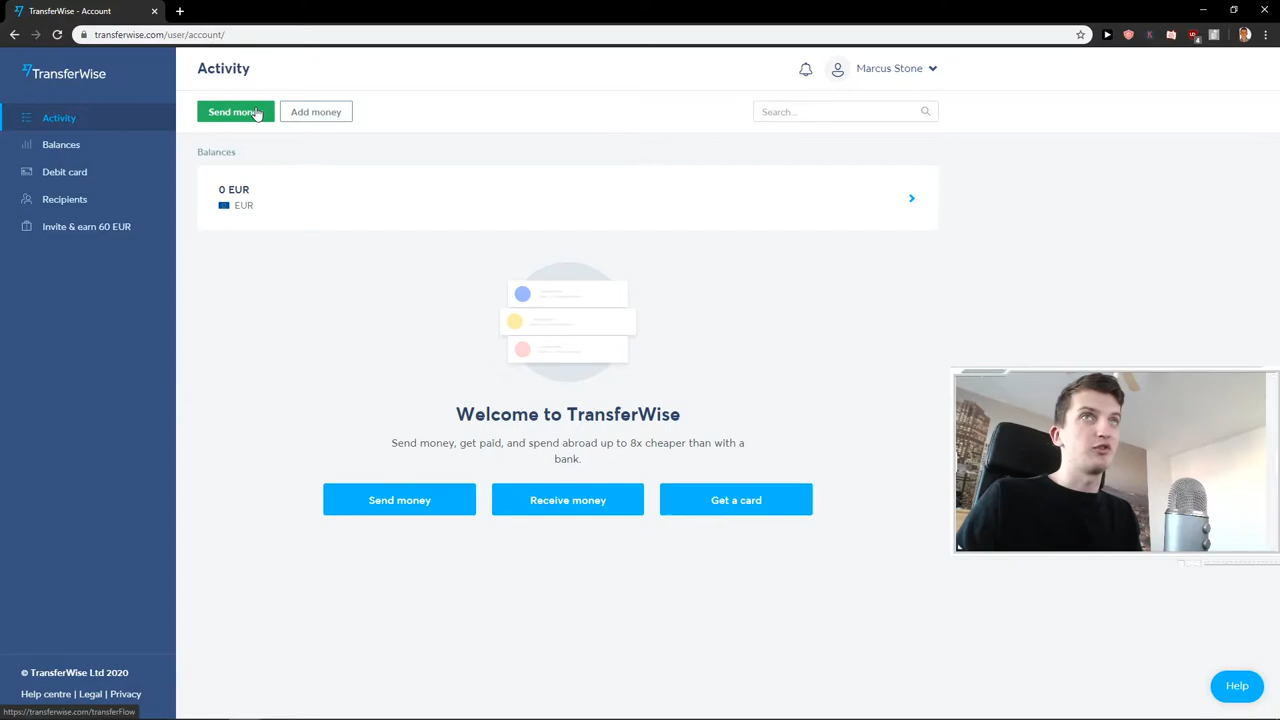 TransferWise - Account
transferwise.com/user/account/
TransferWise
Activity
Balances
Debit card
Recipients
Invite & earn 60 EUR
© TransferWise Ltd 2020
Help centre | Legal | Privacy
https://transferwise.com/transferFlow
Activity
Marcus Stone
Send money
Add money
Search...
Balances
0 EUR
EUR
Welcome to TransferWise
Send money, get paid, and spend abroad up to 8x cheaper than with a
bank.
Send money
Receive money
Get a card
Help